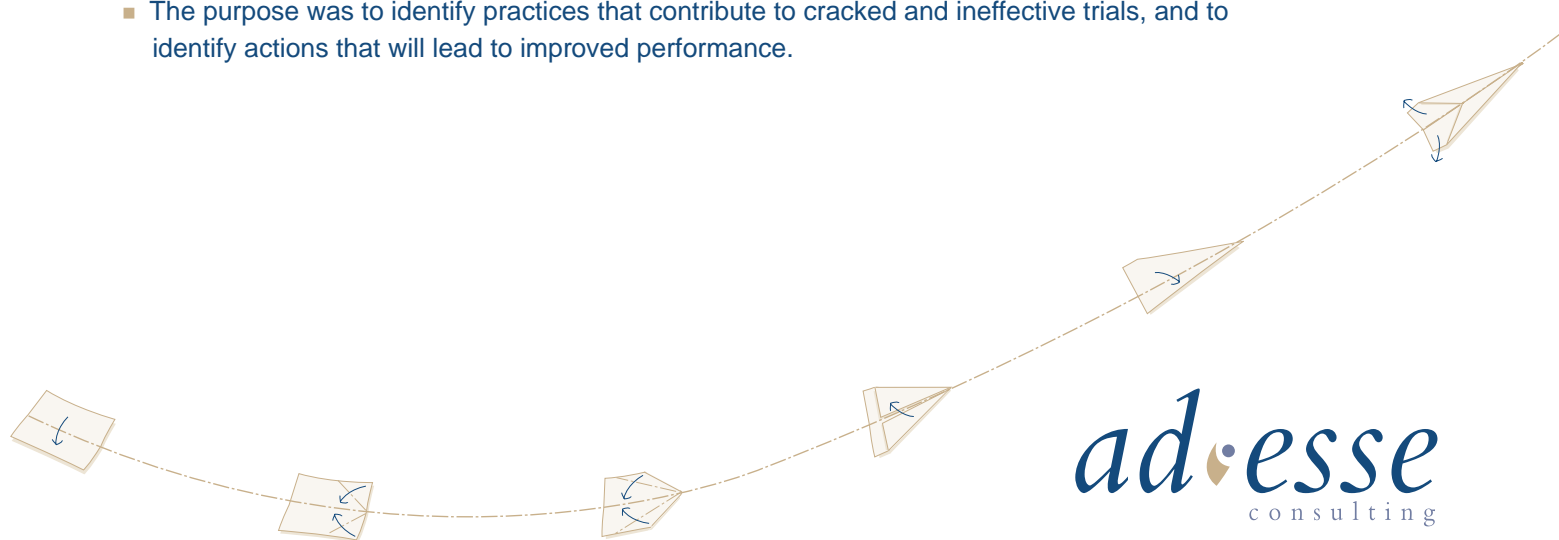 The purpose was to identify practices that contribute to cracked and ineffective trials, and to
identify actions that will lead to improved performance.
ad·esse
consulting